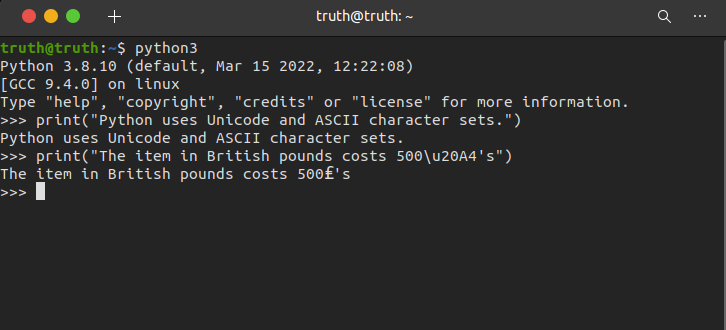 truth@truth: ~
truth@truth:~$ python3
Python 3.8.10 (default, Mar 15 2022, 12:22:08)
[GCC 9.4.0] on linux
Type "help", "copyright", "credits" or "license" for more information.
>>> print("Python uses Unicode and ASCII character sets.")
Python uses Unicode and ASCII character sets.
>>> print("The item in British pounds costs 500\u20A4's")
The item in British pounds costs 500₤'s
>>>